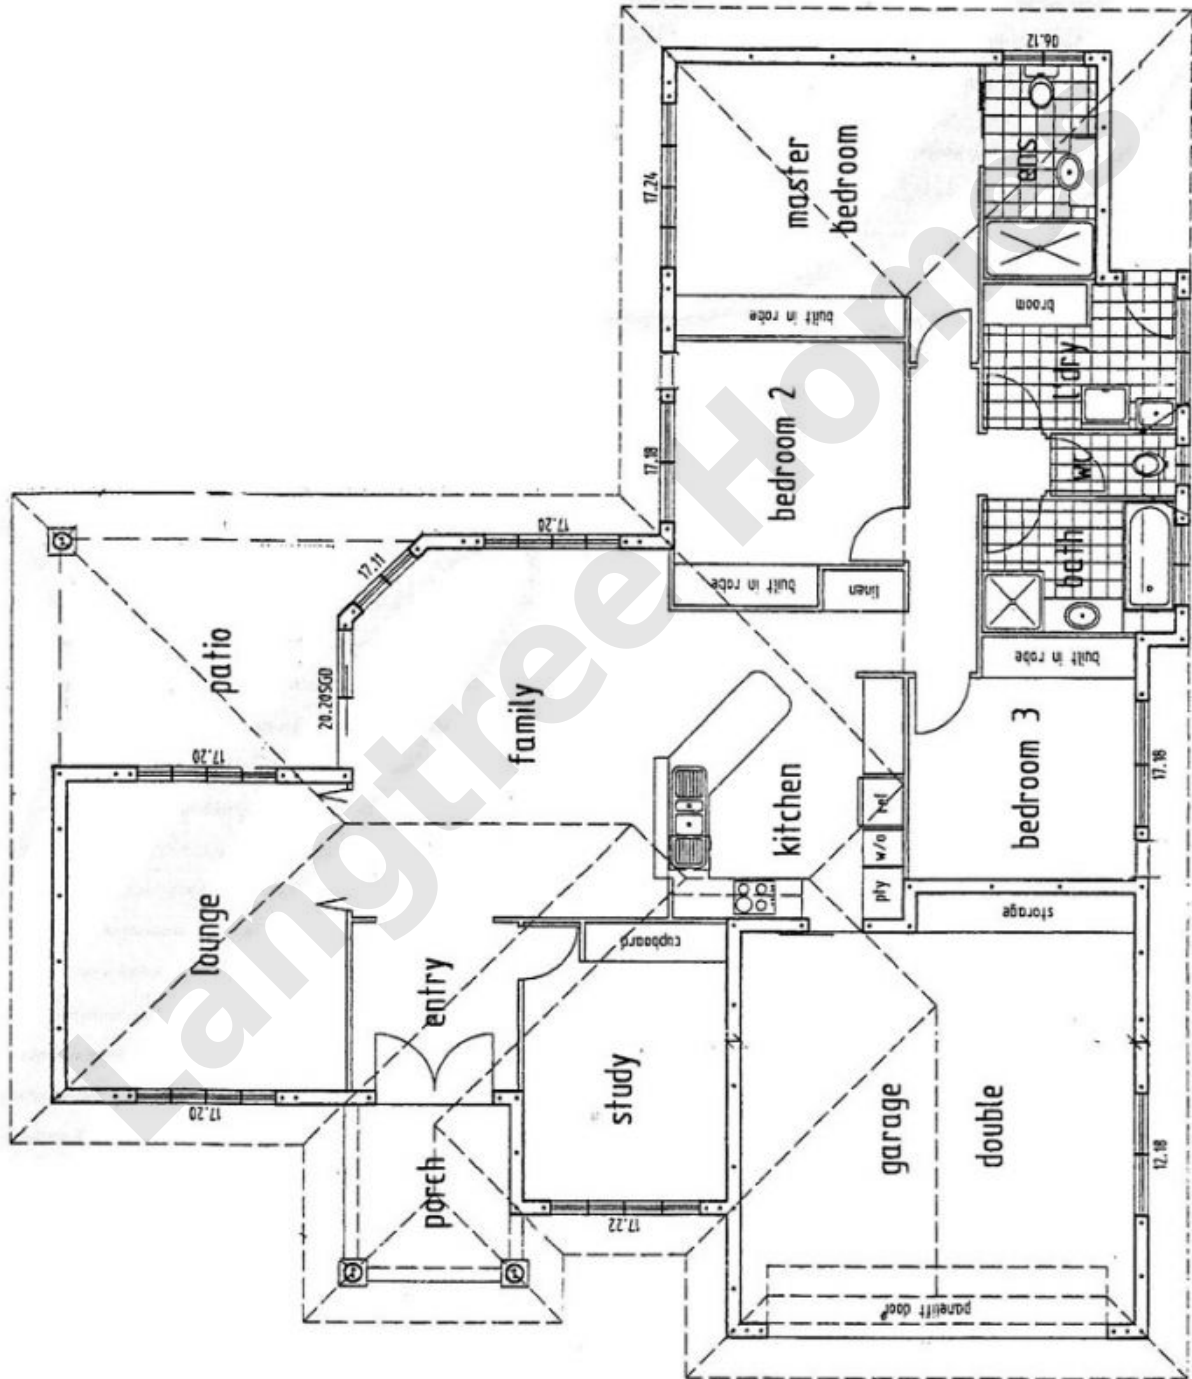 patio
lounge
family
entry
porch
study
cupboard
kitchen
ref
w/o
pty
garage
double
panelift door
storage
master
bedroom
ens
built in robe
bedroom 2
built in robe
linen
broom
l'dry
wc
bath
built in robe
bedroom 3
17.20
17.20
20.20SGD
17.11
17.20
17.18
17.24
06.12
17.18
12.18
17.22
Langtree Homes